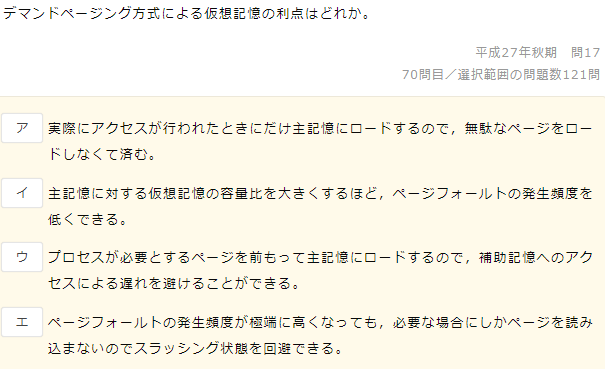 デマンドページング方式による仮想記憶の利点はどれか。
平成27年秋期　問17
70問目／選択範囲の問題数121問
ア
実際にアクセスが行われたときにだけ主記憶にロードするので，無駄なページをロー
ドしなくて済む。
イ
主記憶に対する仮想記憶の容量比を大きくするほど，ページフォールトの発生頻度を
低くできる。
ウ
プロセスが必要とするページを前もって主記憶にロードするので，補助記憶へのアク
セスによる遅れを避けることができる。
エ
ページフォールトの発生頻度が極端に高くなっても，必要な場合にしかページを読み
込まないのでスラッシング状態を回避できる。